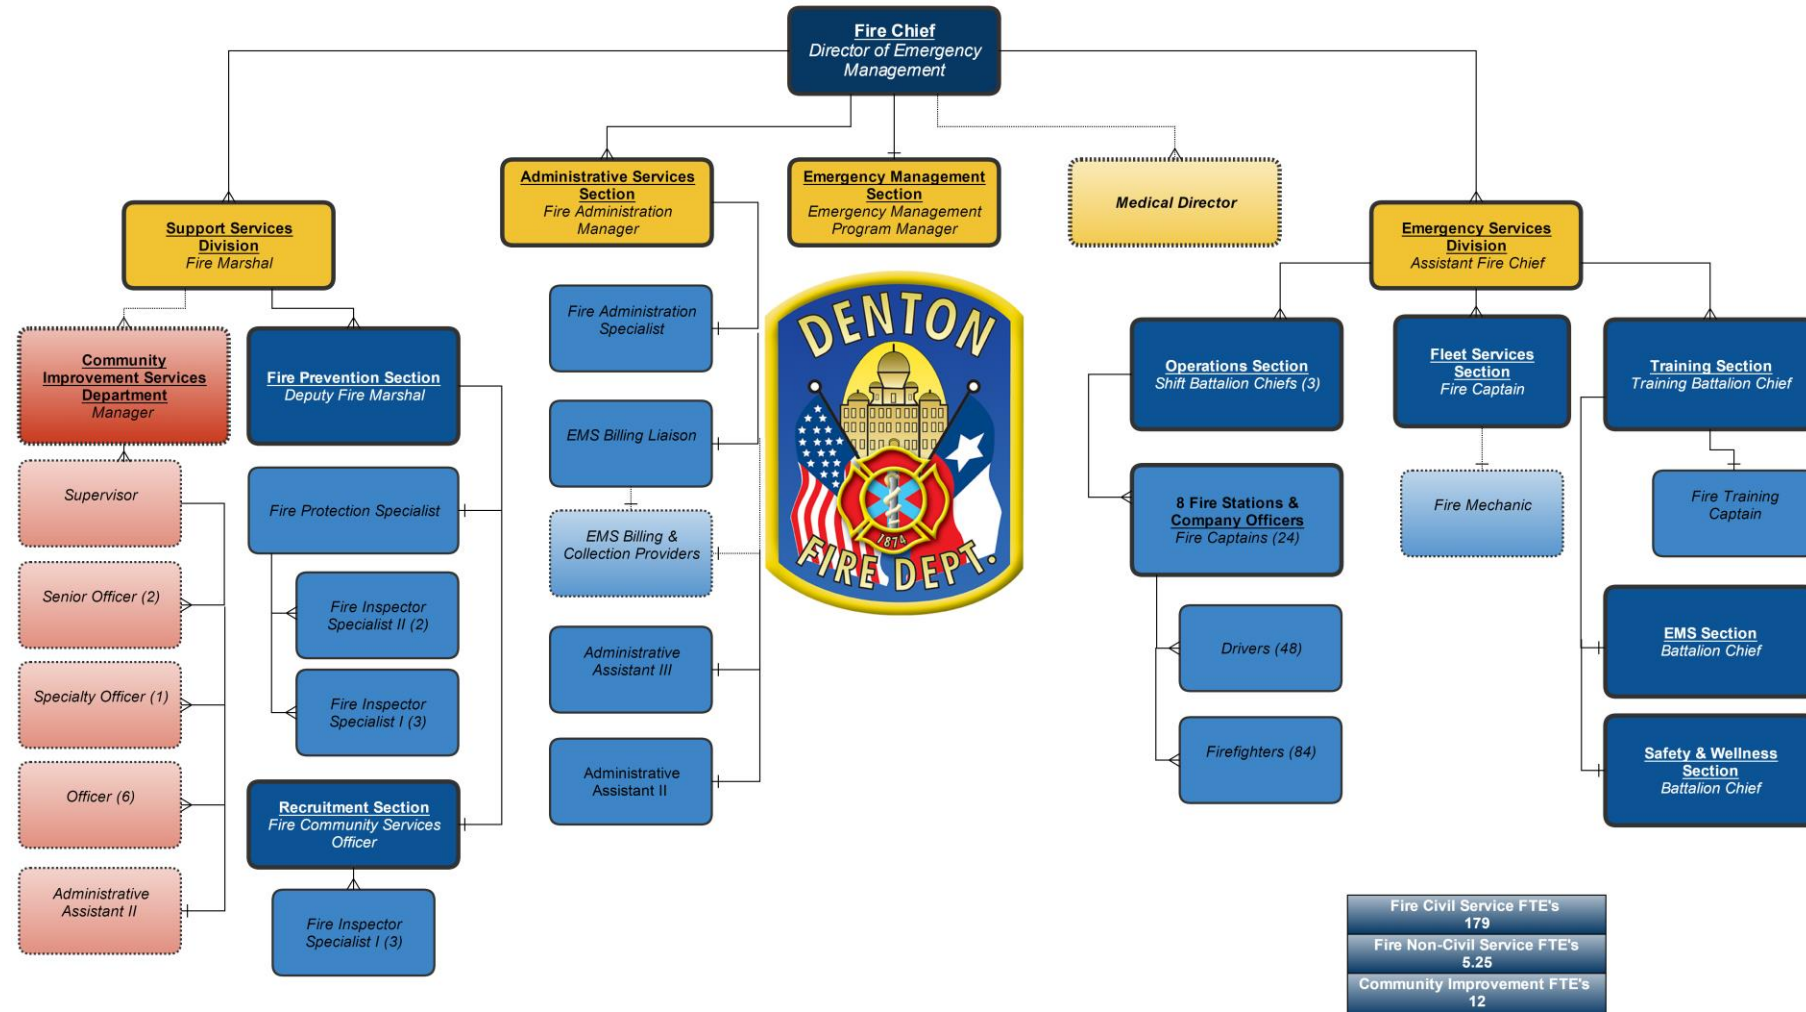 Fire Chief
Director of Emergency
Management
Administrative Services
Section
Fire Administration
Manager
Emergency Management
Section
Emergency Management
Program Manager
Medical Director
Support Services
Division
Fire Marshal
Emergency Services
Division
Assistant Fire Chief
Community
Improvement Services
Department
Manager
Fire Prevention Section
Deputy Fire Marshal
Fire Administration
Specialist
DENTON
1874
FIRE DEPT.
Operations Section
Shift Battalion Chiefs (3)
Fleet Services
Section
Fire Captain
Training Section
Training Battalion Chief
EMS Billing Liaison
Supervisor
Fire Protection Specialist
EMS Billing &
Collection Providers
8 Fire Stations &
Company Officers
Fire Captains (24)
Fire Mechanic
Fire Training
Captain
Senior Officer (2)
Fire Inspector
Specialist II (2)
Specialty Officer (1)
Fire Inspector
Specialist I (3)
Administrative
Assistant III
Drivers (48)
EMS Section
Battalion Chief
Officer (6)
Recruitment Section
Fire Community Services
Officer
Administrative
Assistant II
Firefighters (84)
Safety & Wellness
Section
Battalion Chief
Administrative
Assistant II
Fire Inspector
Specialist I (3)
Fire Civil Service FTE's
179
Fire Non-Civil Service FTE's
5.25
Community Improvement FTE's
12